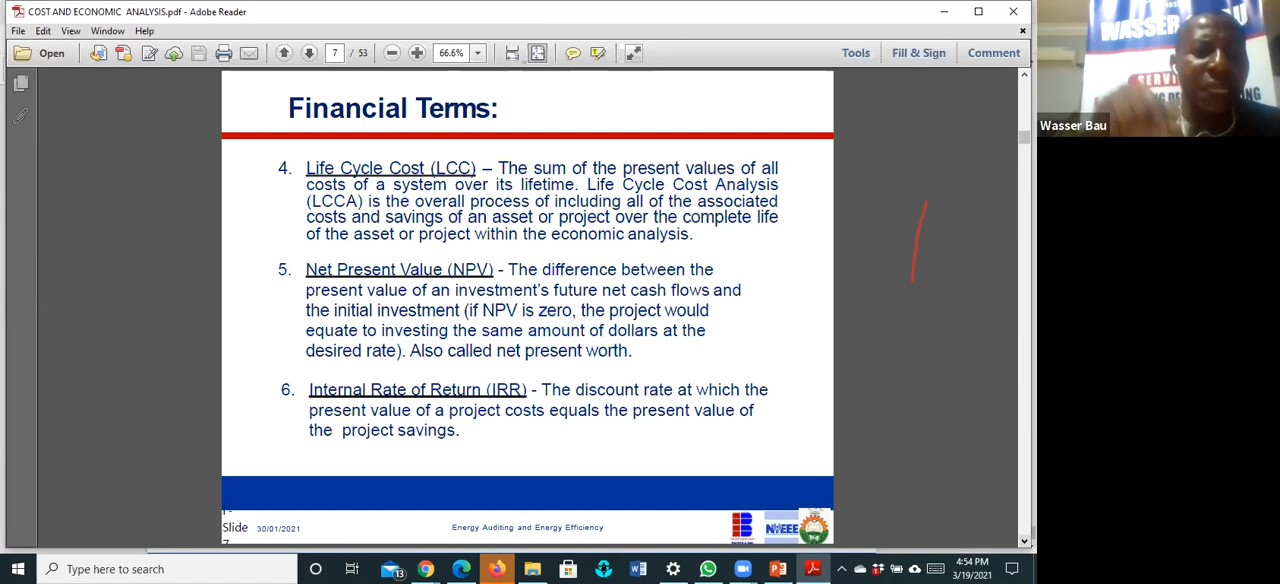 COST AND ECONOMIC ANALYSIS.pdf - Adobe Reader
File Edit View Window Help
Open 7 / 53 66.6% Tools Fill & Sign Comment
WASSER BAU
Wasser Bau
Financial Terms:
4. Life Cycle Cost (LCC) – The sum of the present values of all
costs of a system over its lifetime. Life Cycle Cost Analysis
(LCCA) is the overall process of including all of the associated
costs and savings of an asset or project over the complete life
of the asset or project within the economic analysis.
5. Net Present Value (NPV) - The difference between the
present value of an investment's future net cash flows and
the initial investment (if NPV is zero, the project would
equate to investing the same amount of dollars at the
desired rate). Also called net present worth.
6. Internal Rate of Return (IRR) - The discount rate at which the
present value of a project costs equals the present value of
the project savings.
Slide
30/01/2021
Energy Auditing and Energy Efficiency
Type here to search
13
4:54 PM
3/19/2021